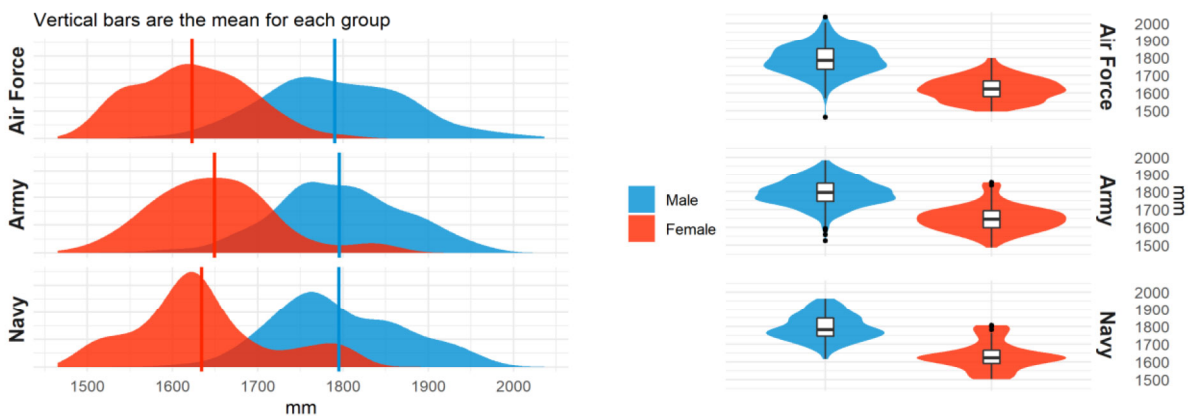 Vertical bars are the mean for each group
Air Force
Army
Navy
1500 1600 1700 1800 1900 2000
mm
Male
Female
Air Force
2000
1900
1800
1700
1600
1500
Army
2000
1900
1800
1700
1600
1500
mm
Navy
2000
1900
1800
1700
1600
1500